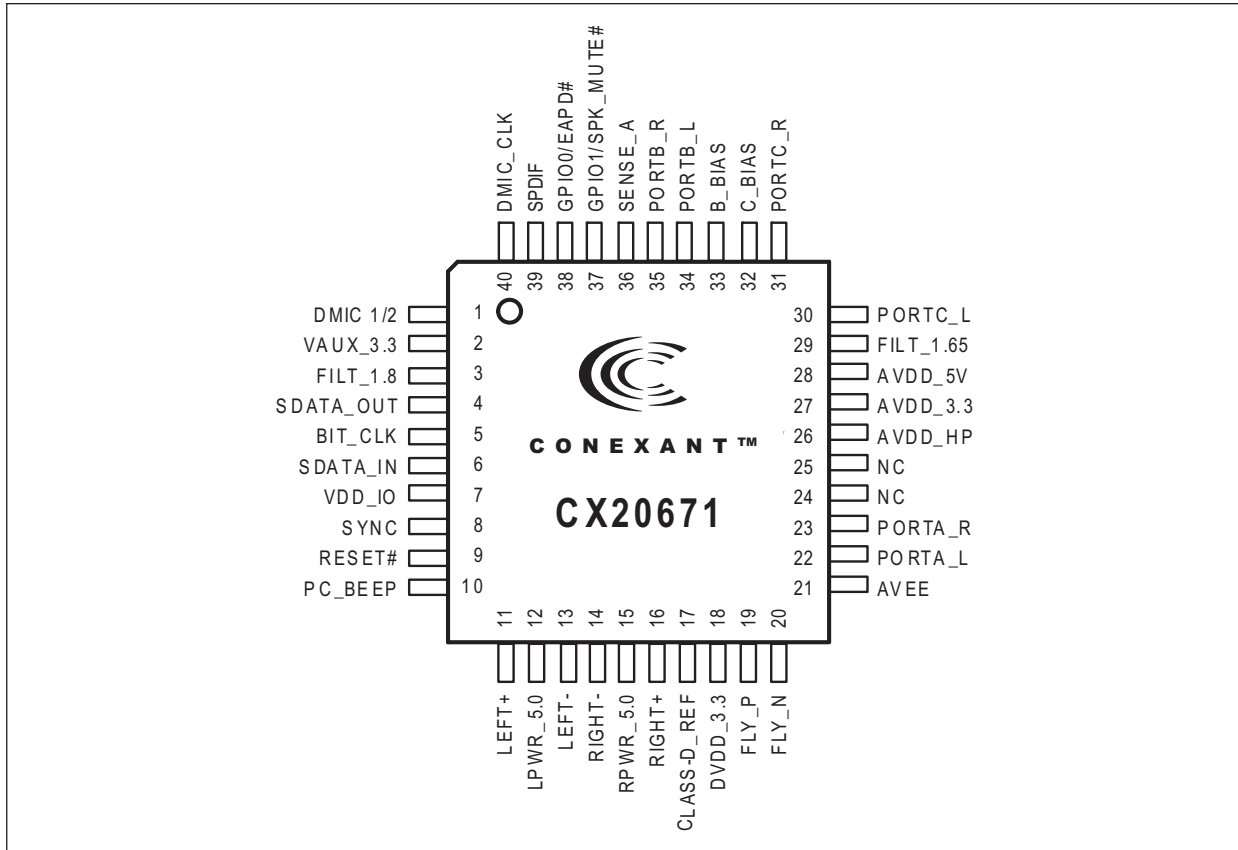 DMIC_CLK
SPDIF
GPIO0/EAPD#
GPIO1/SPK_MUTE#
SENSE_A
PORTB_R
PORTB_L
B_BIAS
C_BIAS
PORTC_R
40
39
38
37
36
35
34
33
32
31
DMIC 1/2 1
VAUX_3.3 2
FILT_1.8 3
SDATA_OUT 4
BIT_CLK 5
SDATA_IN 6
VDD_IO 7
SYNC 8
RESET# 9
PC_BEEP 10
CONEXANT™
CX20671
30 PORTC_L
29 FILT_1.65
28 AVDD_5V
27 AVDD_3.3
26 AVDD_HP
25 NC
24 NC
23 PORTA_R
22 PORTA_L
21 AVEE
11
12
13
14
15
16
17
18
19
20
LEFT+
LPWR_5.0
LEFT-
RIGHT-
RPWR_5.0
RIGHT+
CLASS-D_REF
DVDD_3.3
FLY_P
FLY_N